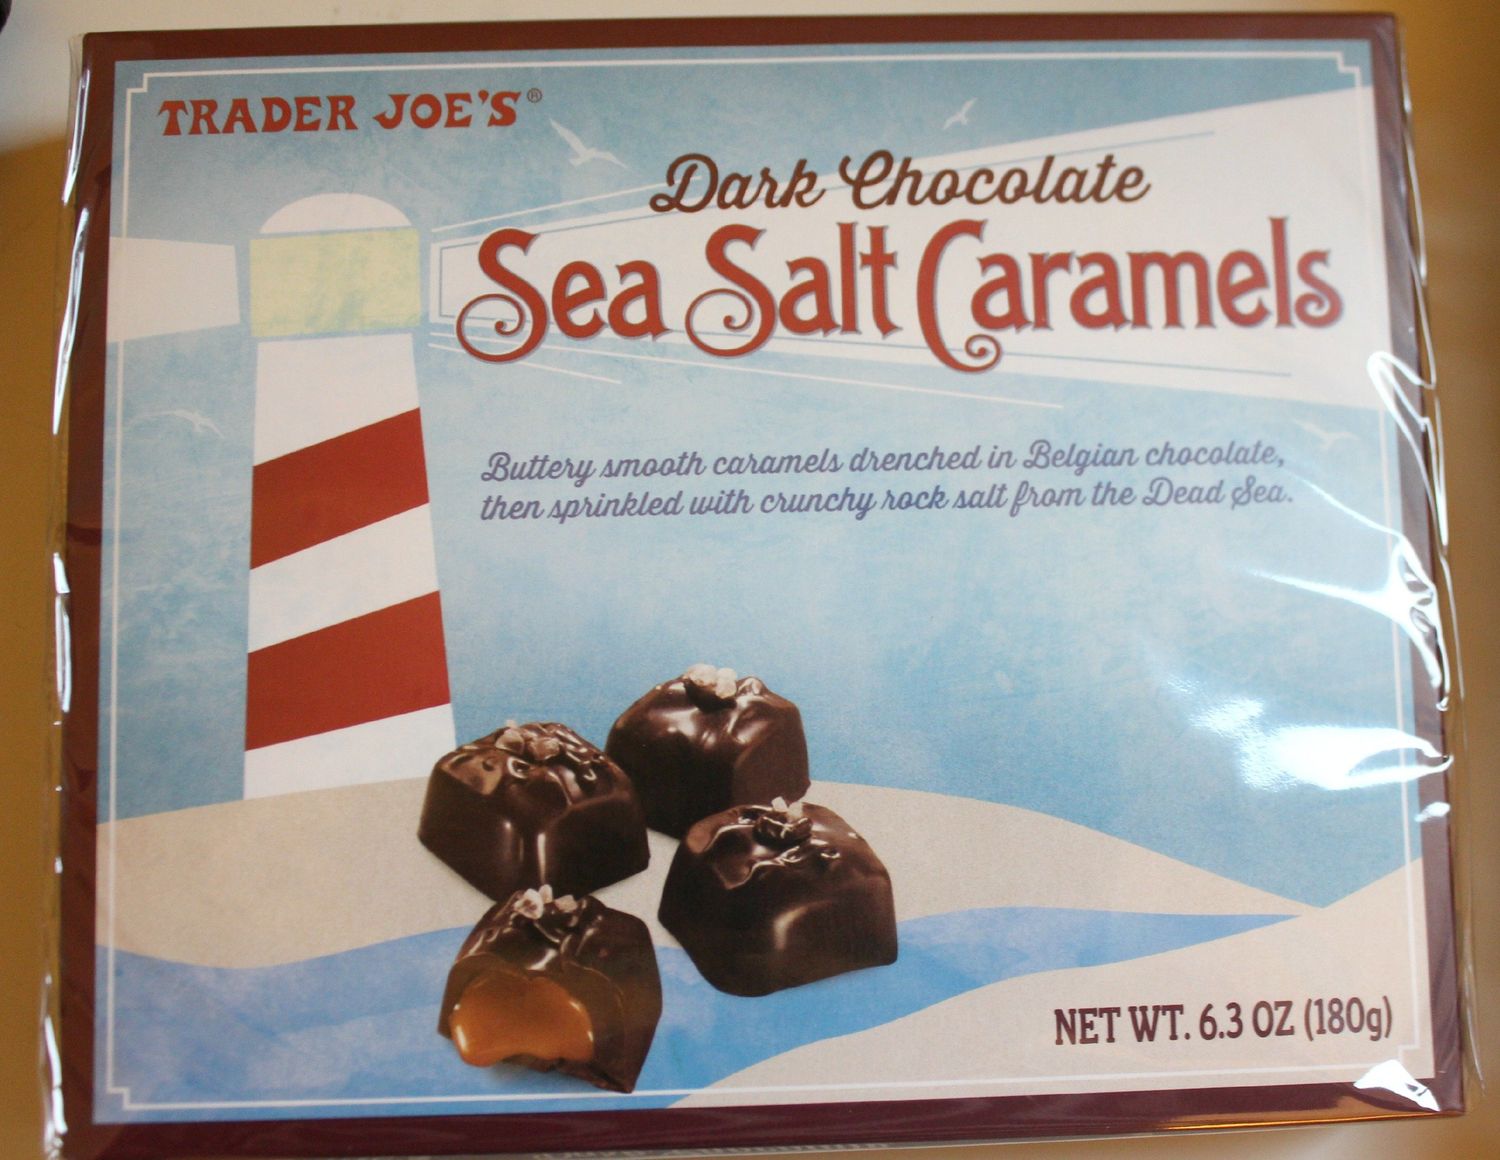 TRADER JOE'S®
Dark Chocolate
Sea Salt Caramels
Buttery smooth caramels drenched in Belgian chocolate,
then sprinkled with crunchy rock salt from the Dead Sea.
NET WT. 6.3 OZ (180g)